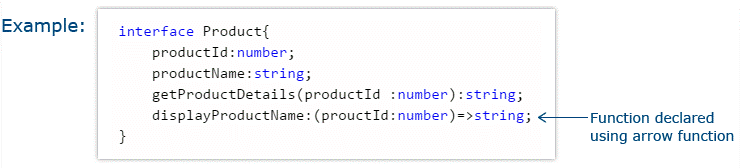 Example:
interface Product{
productId:number;
productName:string;
getProductDetails(productId :number):string;
displayProductName:(prouctId:number)=>string;
}
Function declared
using arrow function